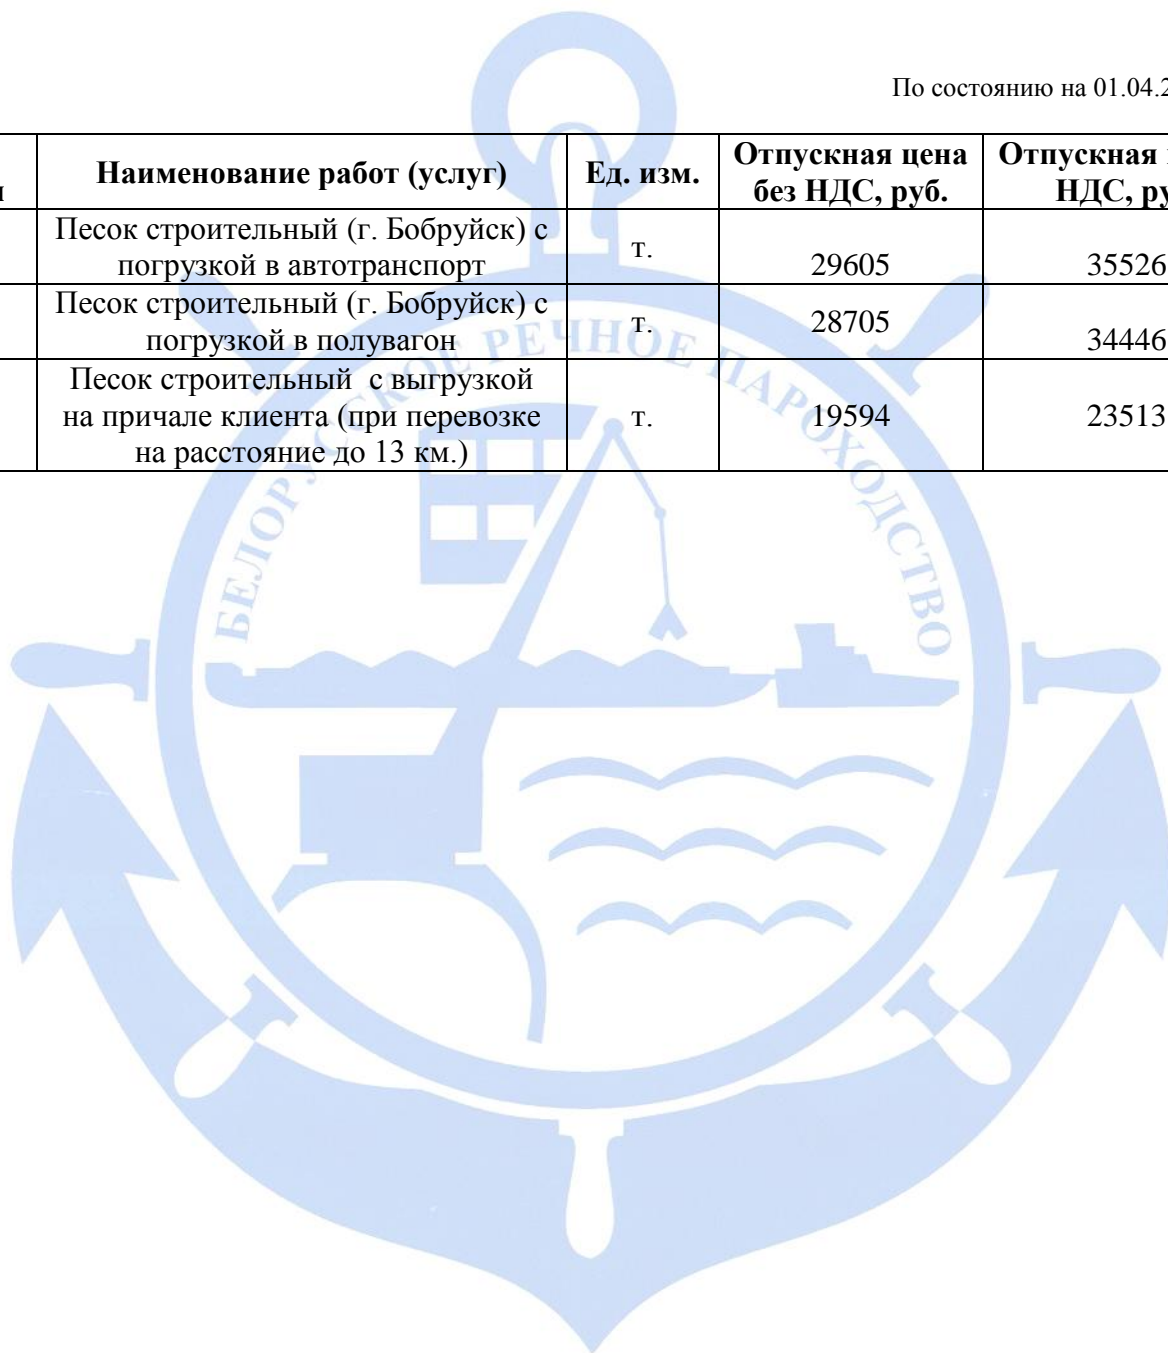 По состоянию на 01.04.2
Наименование работ (услуг) Ед. изм. Отпускная цена без НДС, руб. Отпускная НДС, ру
Песок строительный (г. Бобруйск) с
погрузкой в автотранспорт
т. 29605 35526
Песок строительный (г. Бобруйск) с
погрузкой в полувагон
т. 28705 34446
Песок строительный с выгрузкой
на причале клиента (при перевозке
на расстояние до 13 км.)
т. 19594 23513
БЕЛОРУССКОЕ РЕЧНОЕ ПАРОХОДСТВО